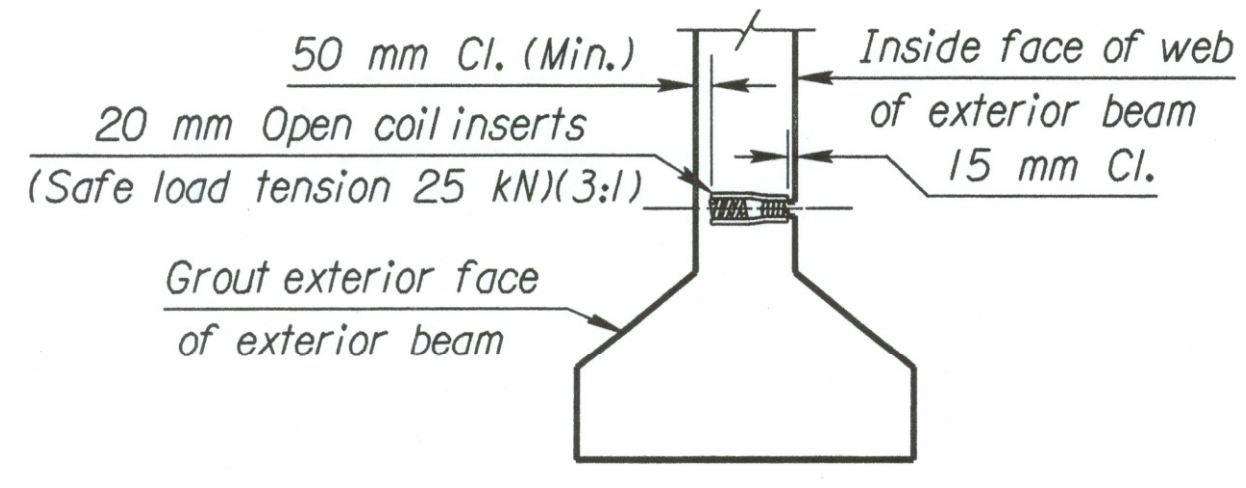 50 mm Cl. (Min.)
20 mm Open coil inserts
(Safe load tension 25 kN)(3:1)
Grout exterior face
of exterior beam
Inside face of web
of exterior beam
15 mm Cl.